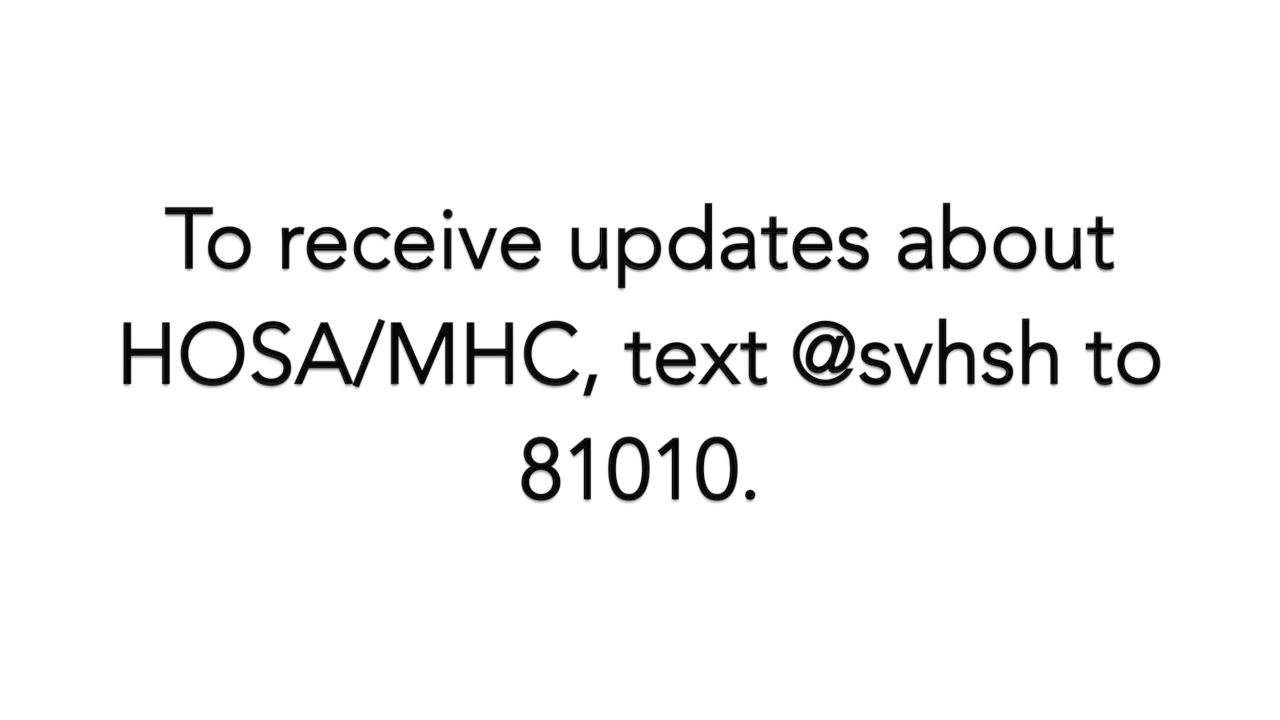 To receive updates about
HOSA/MHC, text @svhsh to
81010.